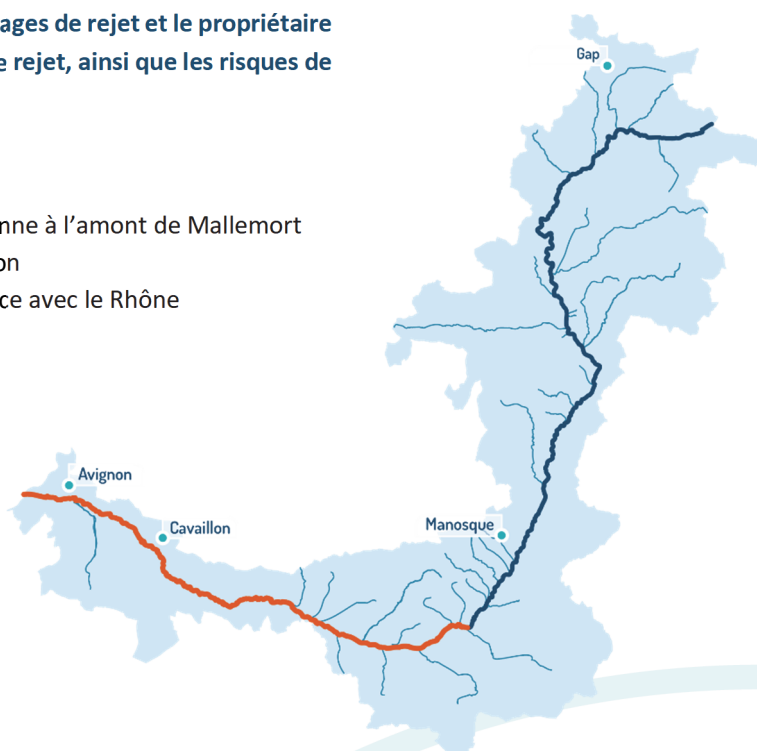 ages de rejet et le propriétaire
e rejet, ainsi que les risques de
Gap
nne à l'amont de Mallemort
on
ce avec le Rhône
Avignon
Cavaillon
Manosque